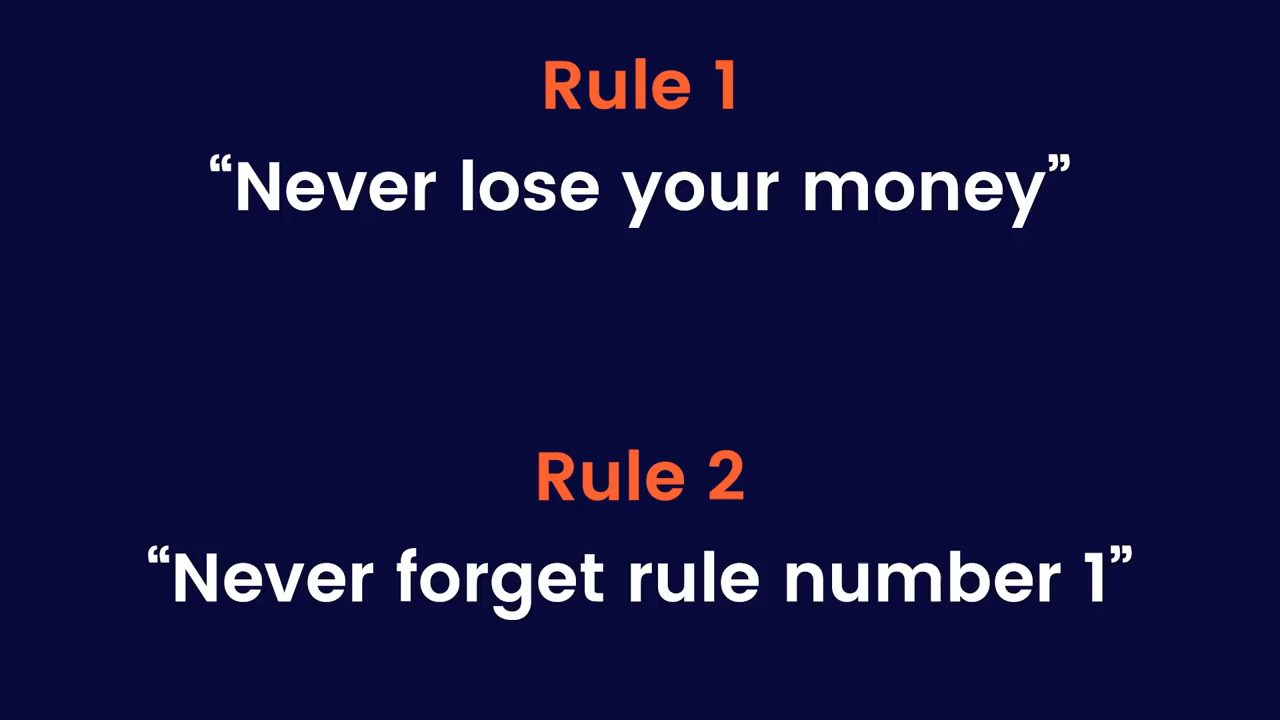 Rule 1
“Never lose your money”
Rule 2
“Never forget rule number 1”